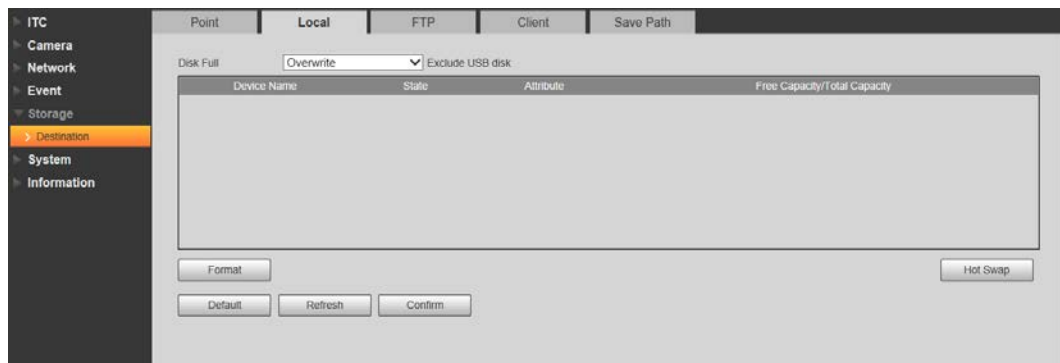 ITC
Camera
Network
Event
Storage
Destination
System
Information
Point Local FTP Client Save Path
Disk Full Overwrite Exclude USB disk
Device Name State Attribute Free Capacity/Total Capacity
Format Hot Swap
Default Refresh Confirm